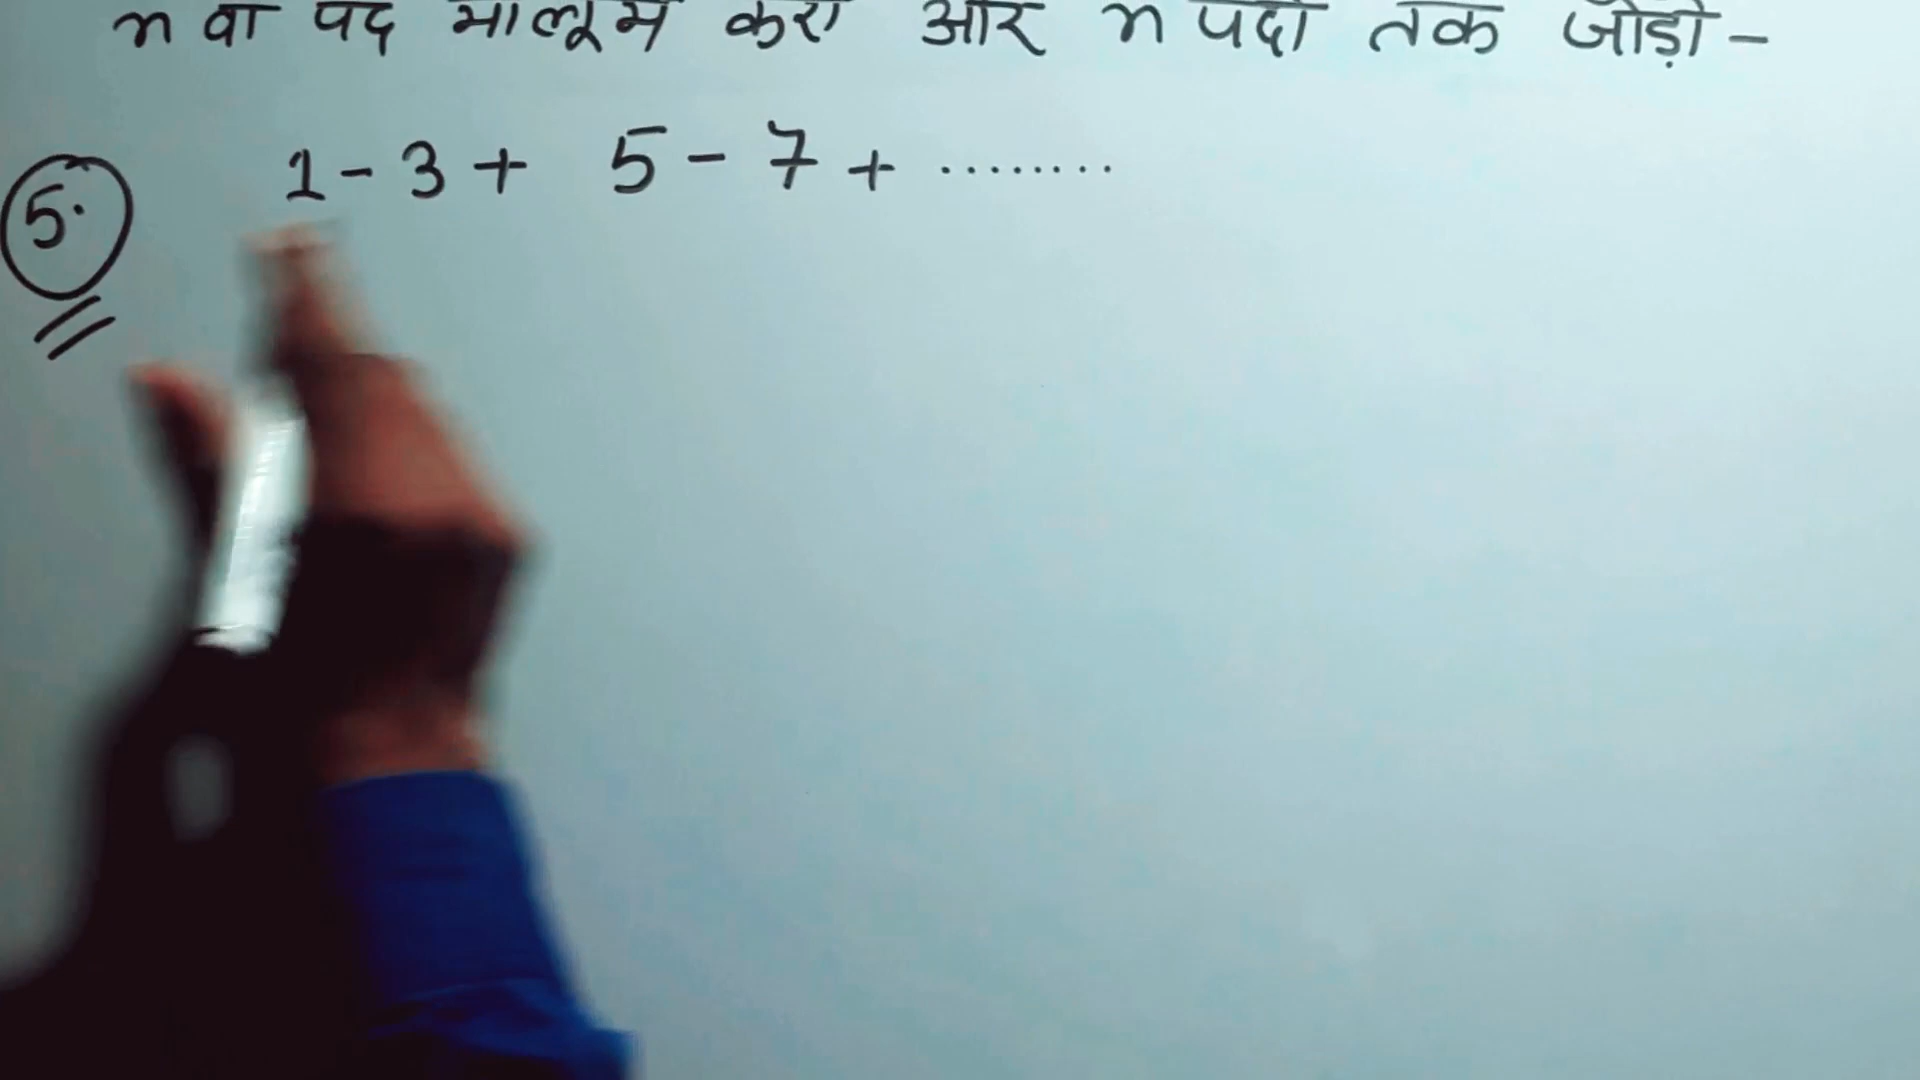 n वा पद मालूम करो और n पदों तक जोड़ो -
5. 1 - 3 + 5 - 7 + ........